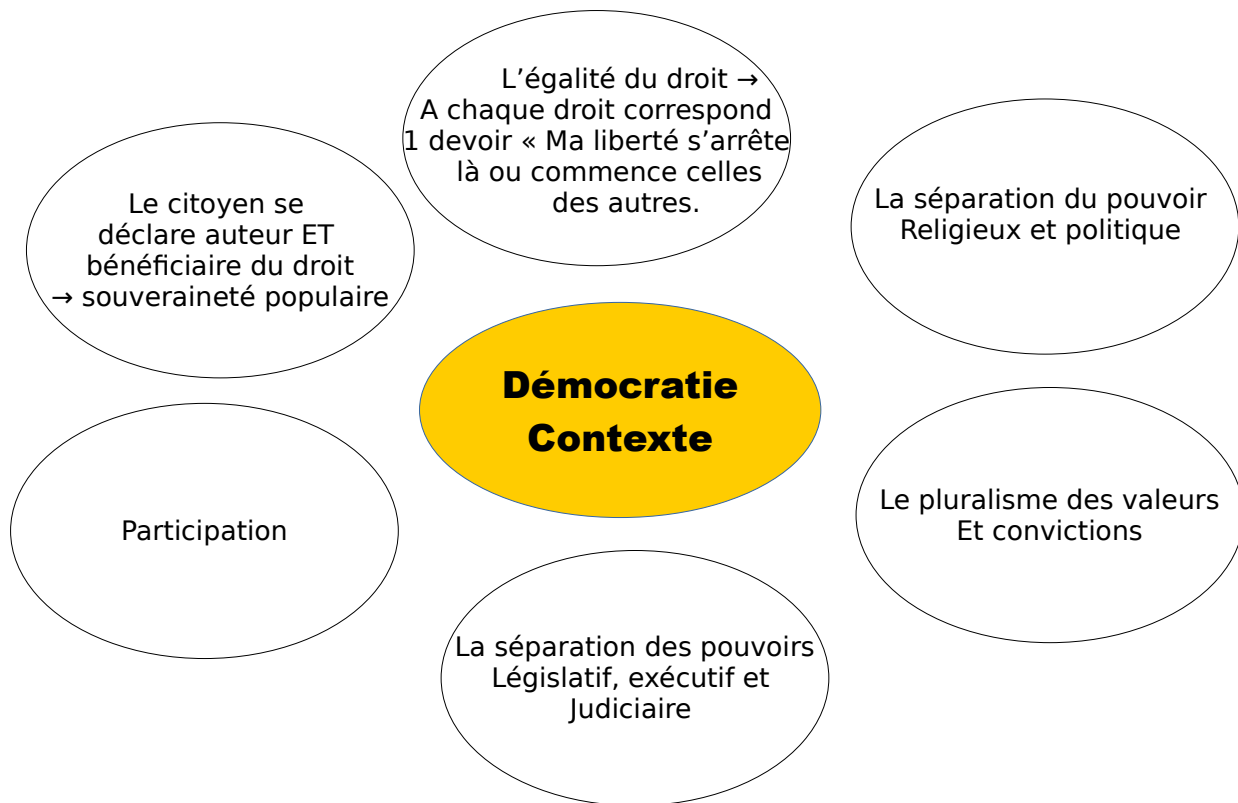 L’égalité du droit →
A chaque droit correspond
1 devoir « Ma liberté s’arrête
là ou commence celles
des autres.
Le citoyen se
déclare auteur ET
bénéficiaire du droit
→ souveraineté populaire
La séparation du pouvoir
Religieux et politique
Démocratie
Contexte
Participation
Le pluralisme des valeurs
Et convictions
La séparation des pouvoirs
Législatif, exécutif et
Judiciaire